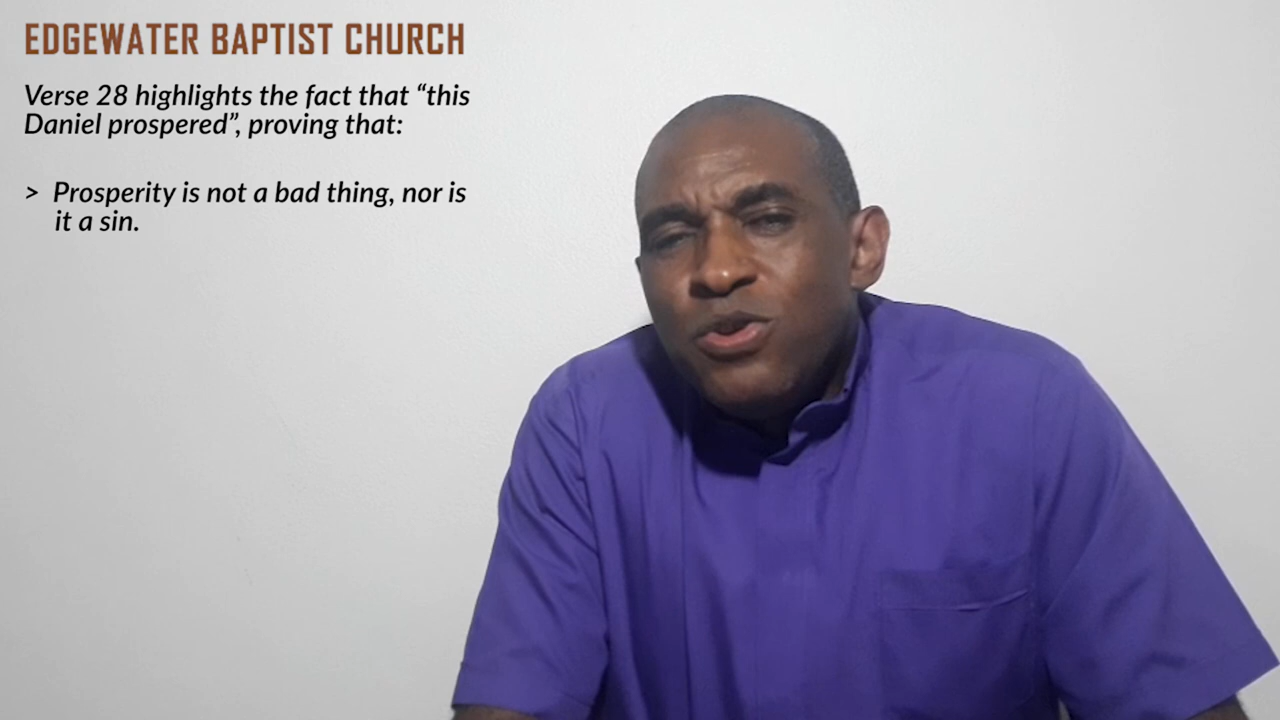 EDGEWATER BAPTIST CHURCH
Verse 28 highlights the fact that “this
Daniel prospered”, proving that:
> Prosperity is not a bad thing, nor is
it a sin.